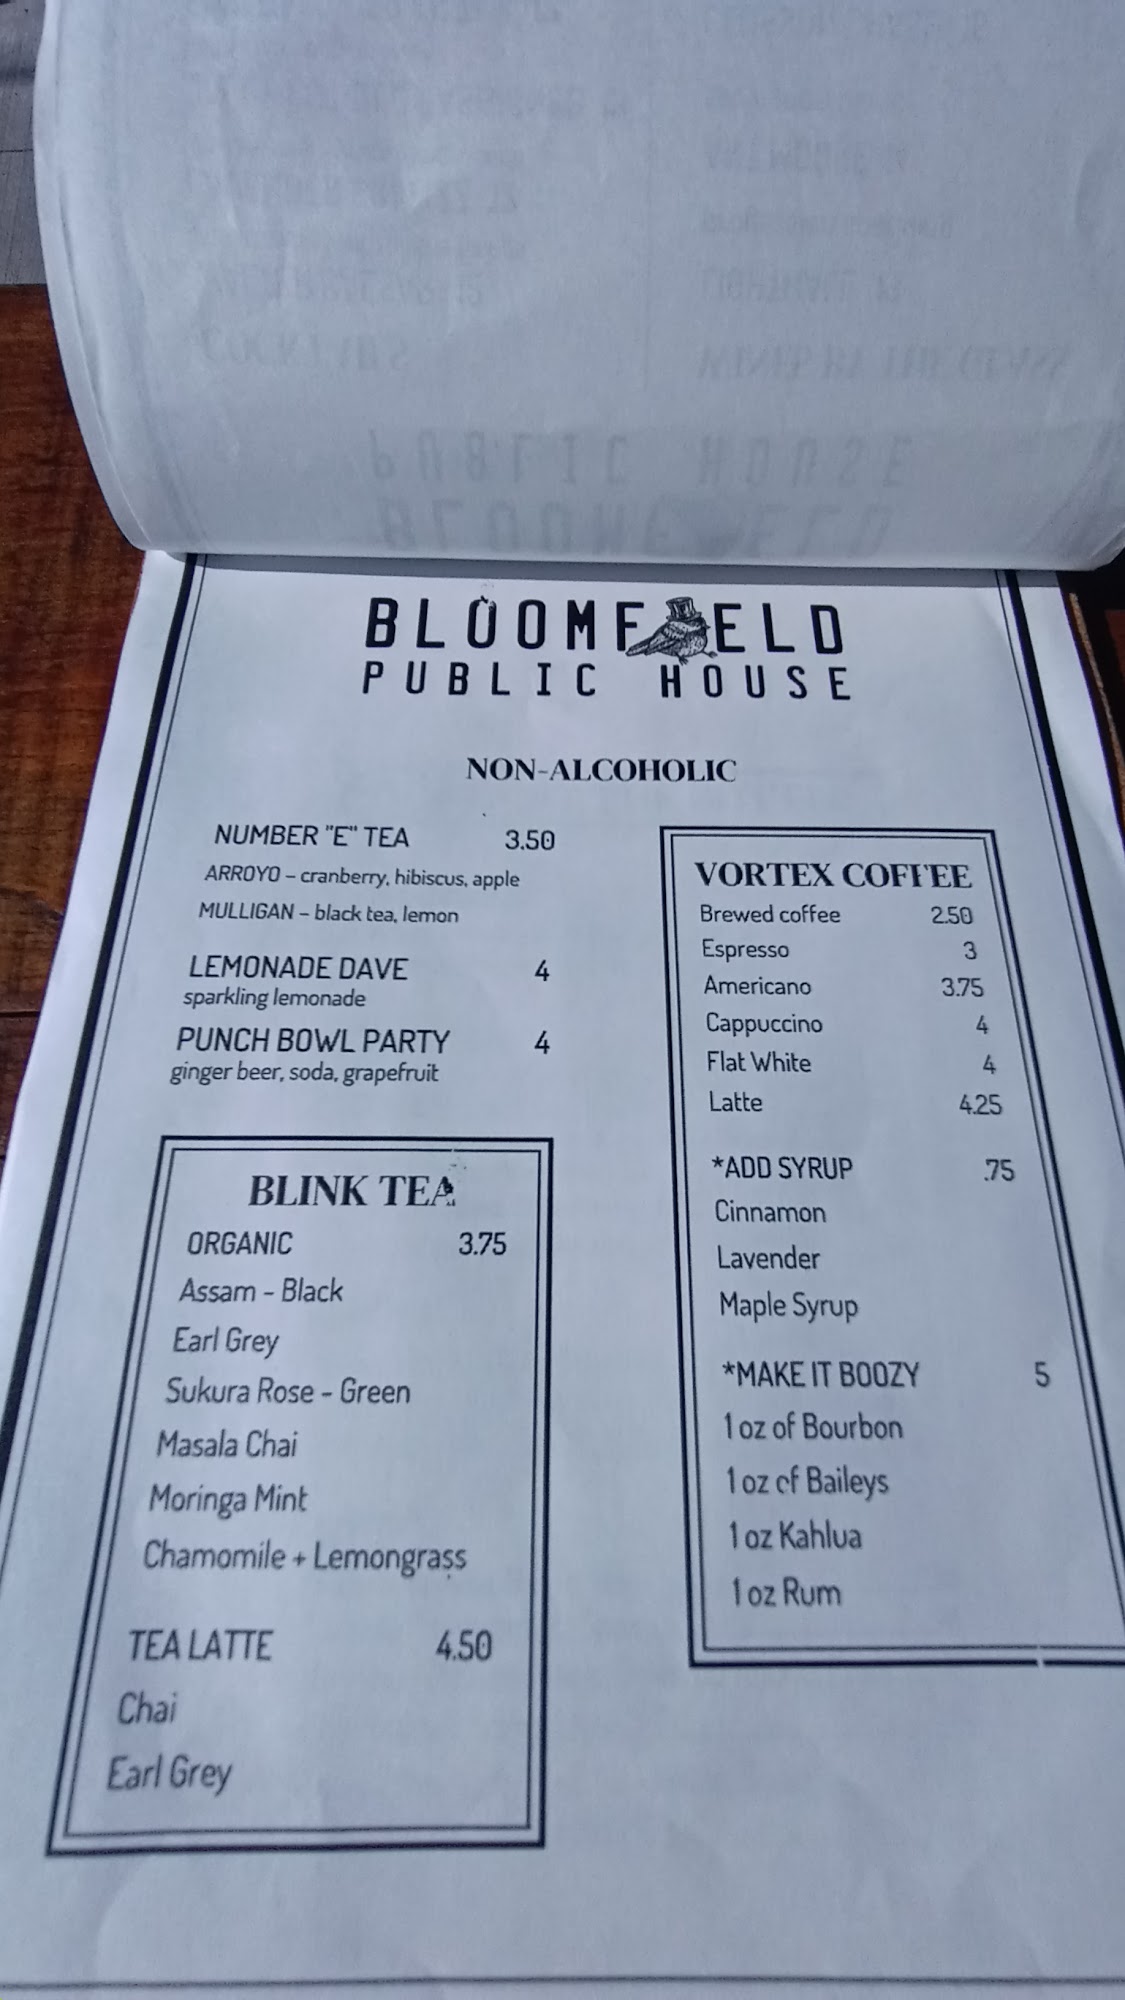 BLOOMFIELD
PUBLIC HOUSE
NON-ALCOHOLIC
NUMBER "E" TEA 3.50
ARROYO – cranberry, hibiscus, apple
MULLIGAN – black tea, lemon
LEMONADE DAVE 4
sparkling lemonade
PUNCH BOWL PARTY 4
ginger beer, soda, grapefruit
BLINK TEA
ORGANIC 3.75
Assam - Black
Earl Grey
Sukura Rose - Green
Masala Chai
Moringa Mint
Chamomile + Lemongrass
TEA LATTE 4.50
Chai
Earl Grey
VORTEX COFFEE
Brewed coffee 2.50
Espresso 3
Americano 3.75
Cappuccino 4
Flat White 4
Latte 4.25
*ADD SYRUP .75
Cinnamon
Lavender
Maple Syrup
*MAKE IT BOOZY 5
1 oz of Bourbon
1 oz of Baileys
1 oz Kahlua
1 oz Rum